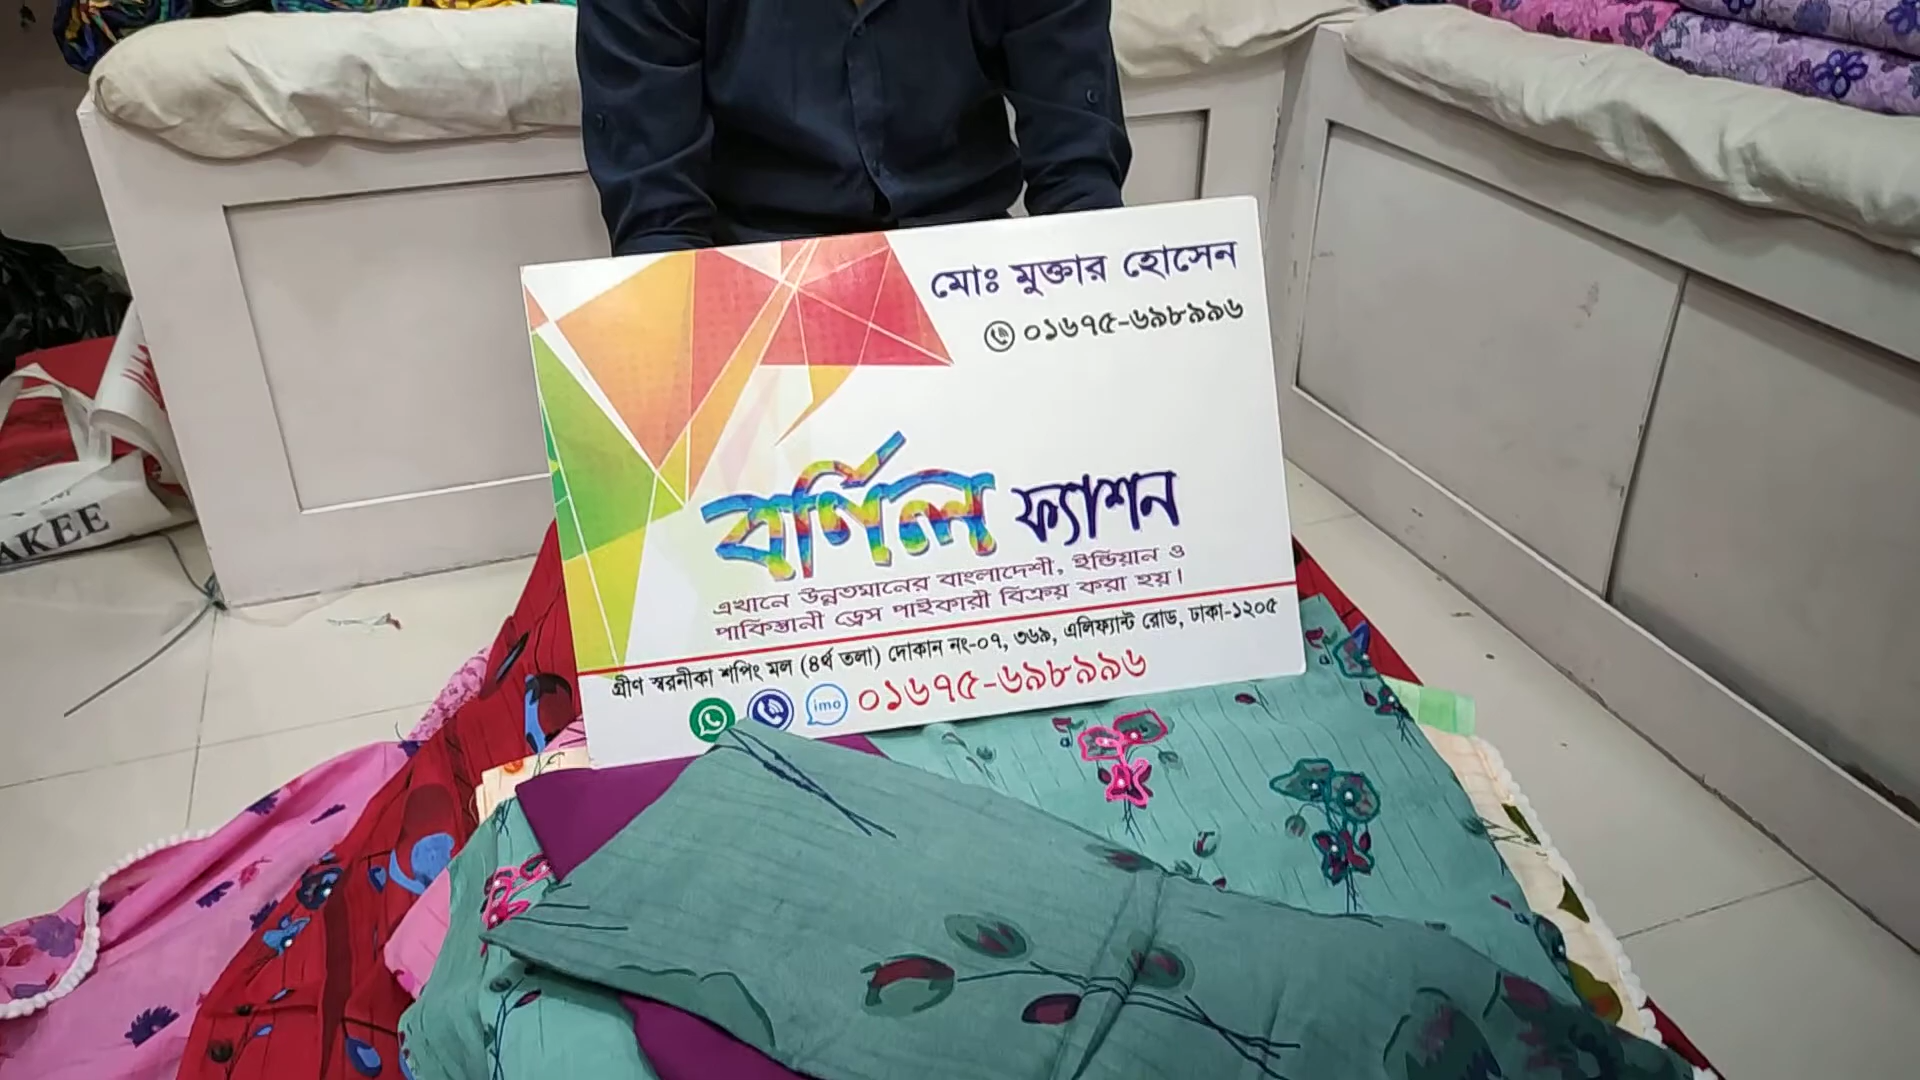 মোঃ মুক্তার হোসেন
০১৬৭৫-৬৯৮৯৯৬
বর্ণিল ফ্যাশন
এখানে উন্নতমানের বাংলাদেশী, ইন্ডিয়ান ও
পাকিস্তানী ড্রেস পাইকারী বিক্রয় করা হয়।
গ্রীণ স্বরনীকা শপিং মল (৪র্থ তলা) দোকান নং-০৭, ৩৬৯, এলিফ্যান্ট রোড, ঢাকা-১২০৫
imo ০১৬৭৫-৬৯৮৯৯৬
AKEE